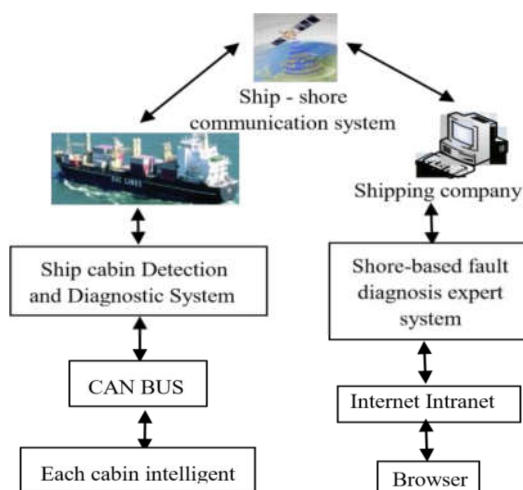 Ship - shore
communication system
Shipping company
Ship cabin Detection
and Diagnostic System
Shore-based fault
diagnosis expert
system
CAN BUS
Internet Intranet
Each cabin intelligent
Browser